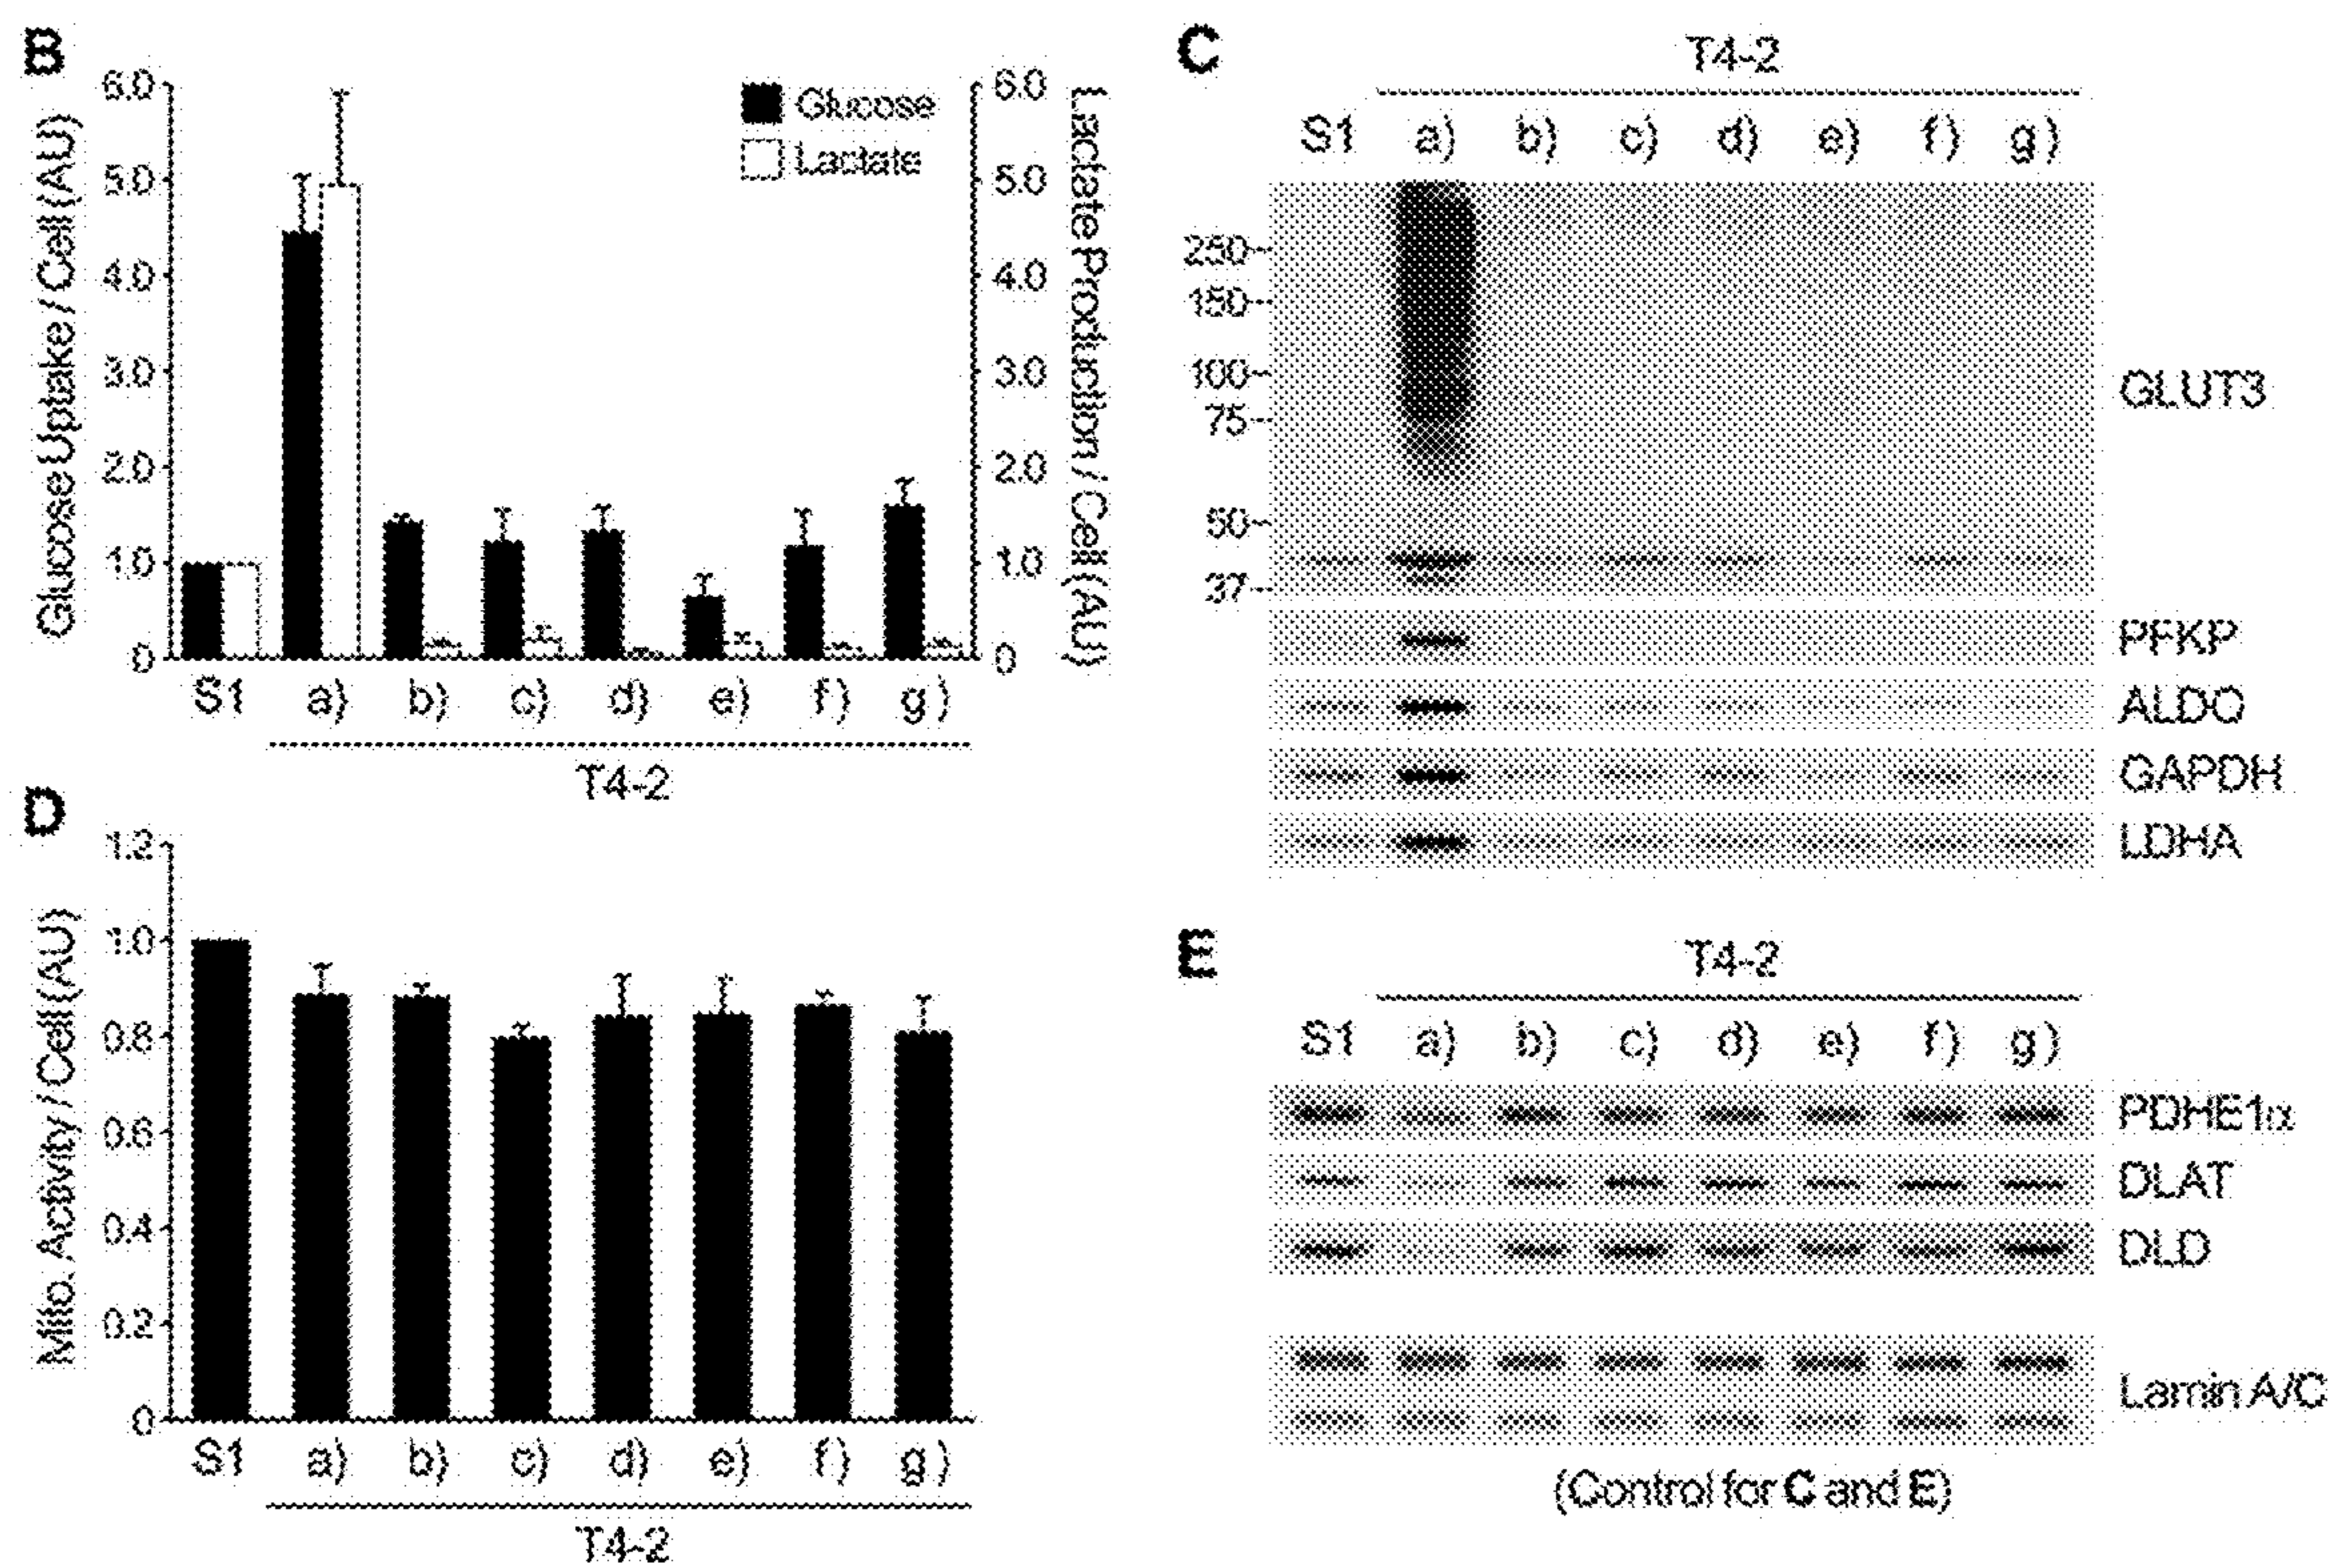 B
Glucose Uptake / Cell (AU)
6.0
5.0
4.0
3.0
2.0
1.0
0
Glucose
Lactate
6.0
5.0
4.0
3.0
2.0
1.0
0
Lactate Production / Cell (AU)
S1 a) b) c) d) e) f) g)
T4-2
C
T4-2
S1 a) b) c) d) e) f) g)
250
150
100
75
50
37
GLUT3
PFKP
ALDO
GAPDH
LDHA
D
Mito. Activity / Cell (AU)
1.2
1.0
0.8
0.6
0.4
0.2
0
S1 a) b) c) d) e) f) g)
T4-2
E
T4-2
S1 a) b) c) d) e) f) g)
PDHE1α
DLAT
DLD
Lamin A/C
(Control for C and E)